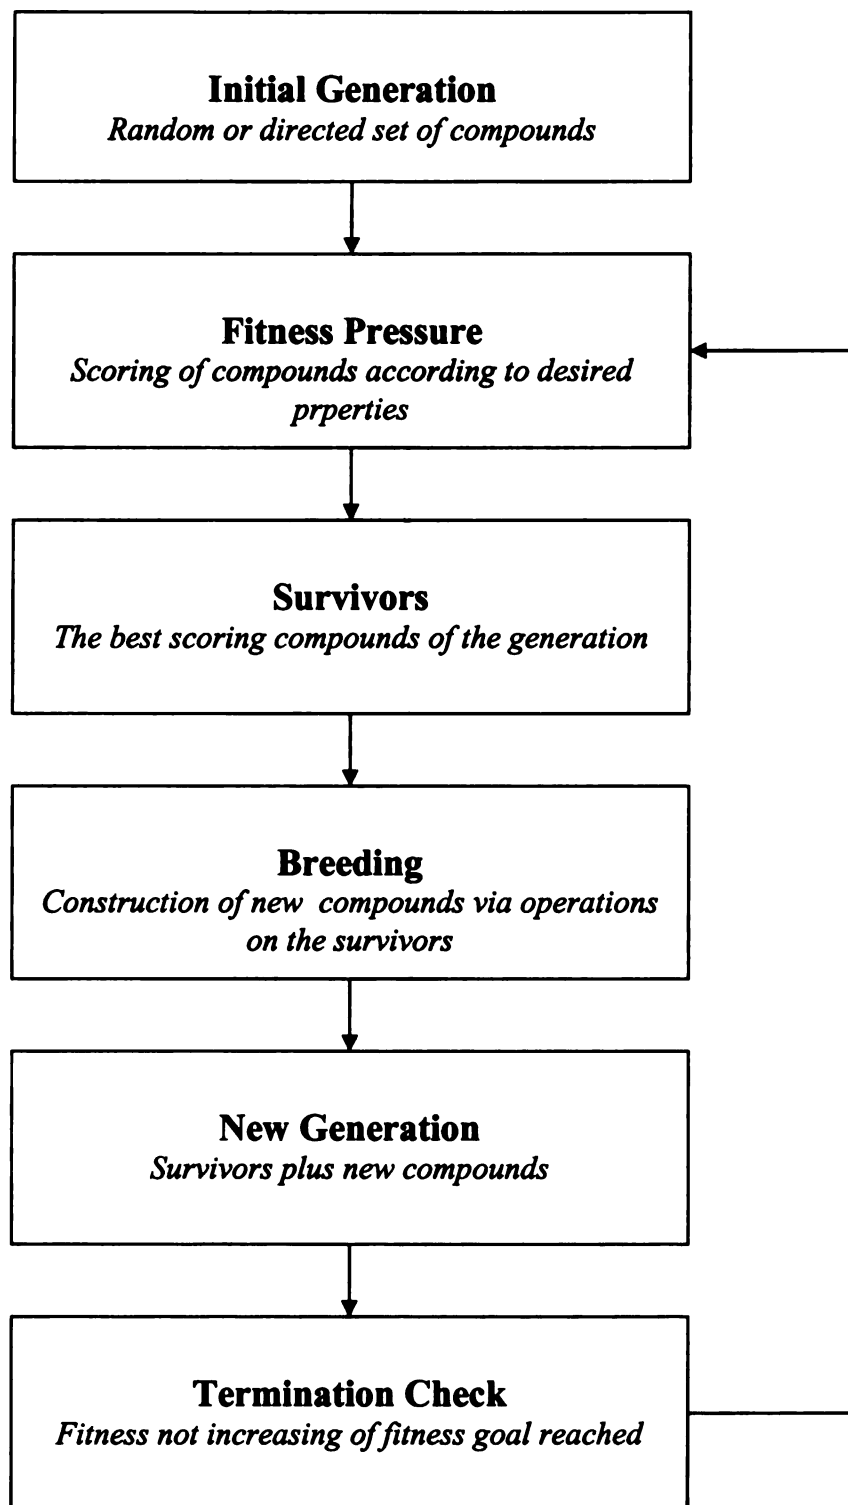 Initial Generation
Random or directed set of compounds
Fitness Pressure
Scoring of compounds according to desired
prperties
Survivors
The best scoring compounds of the generation
Breeding
Construction of new compounds via operations
on the survivors
New Generation
Survivors plus new compounds
Termination Check
Fitness not increasing of fitness goal reached